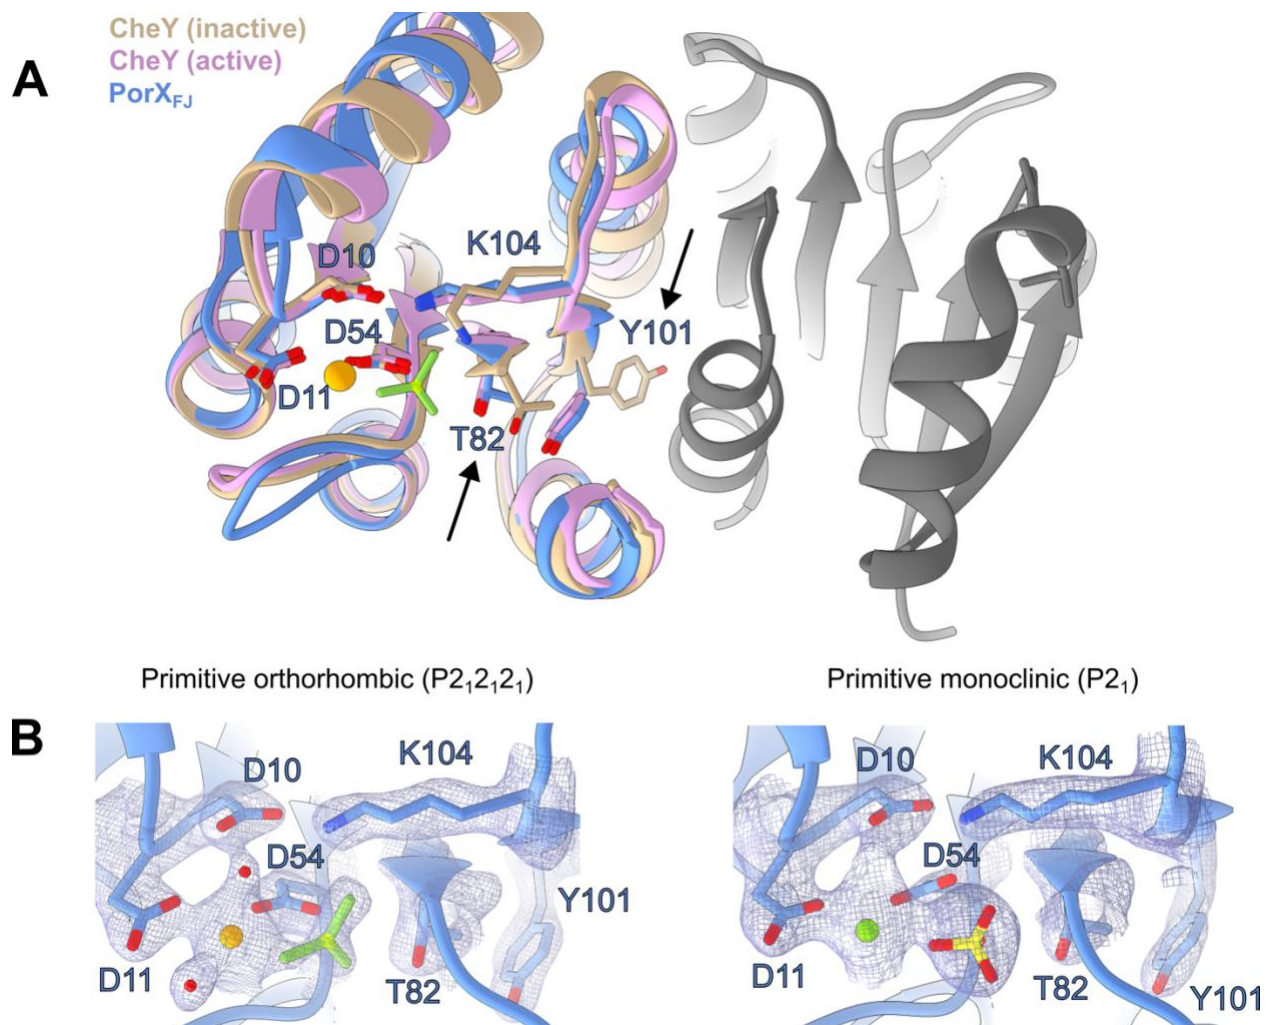 A
CheY (inactive)
CheY (active)
PorX_FJ
D10
K104
D54
Y101
D11
T82
Primitive orthorhombic (P2₁2₁2₁)
Primitive monoclinic (P2₁)
B
D10
K104
D54
Y101
D11
T82
D10
K104
D54
D11
T82
Y101